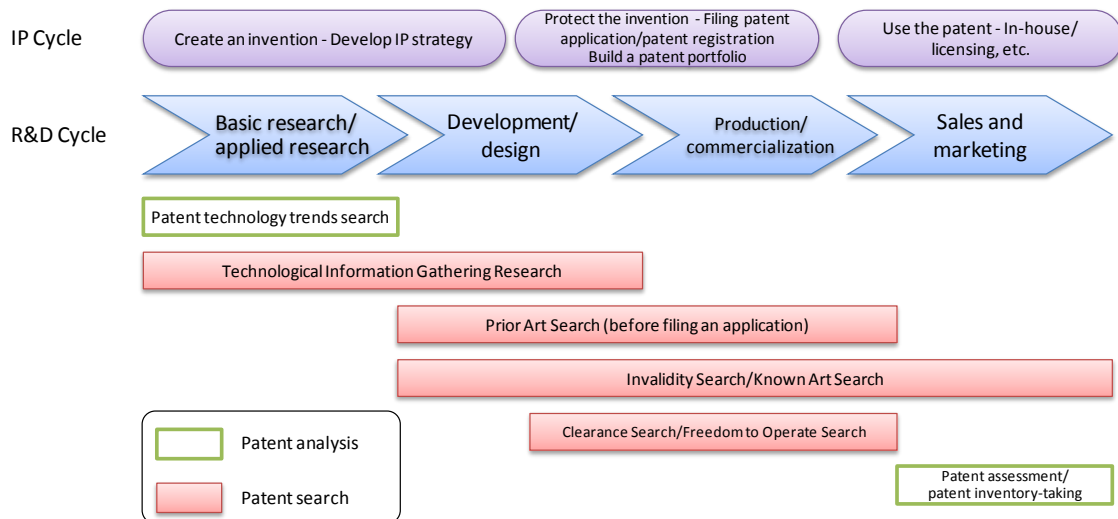 IP Cycle
Create an invention - Develop IP strategy
Protect the invention - Filing patent
application/patent registration
Build a patent portfolio
Use the patent - In-house/
licensing, etc.
R&D Cycle
Basic research/
applied research
Development/
design
Production/
commercialization
Sales and
marketing
Patent technology trends search
Technological Information Gathering Research
Prior Art Search (before filing an application)
Invalidity Search/Known Art Search
Clearance Search/Freedom to Operate Search
Patent assessment/
patent inventory-taking
Patent analysis
Patent search